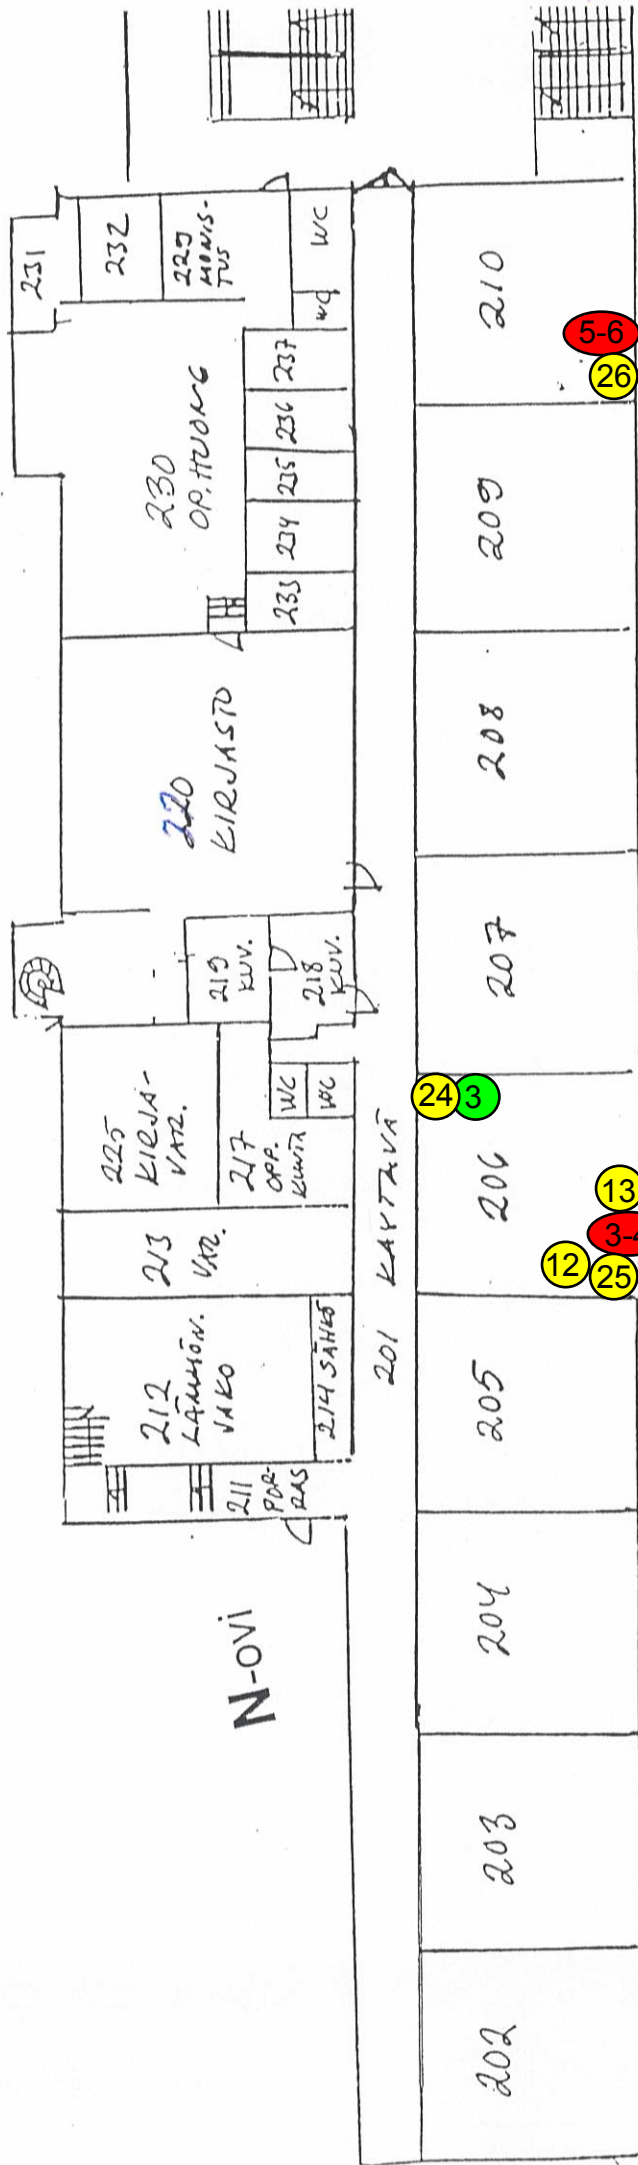 231
232
229
MONIS-
TUS
WC
WC
230
OP.HUONE
237
236
235
234
233
220
KIRJASTO
219
KUV.
218
KUV.
225
KIRJA-
VAR.
217
OPP.
KUNTA
WC
WC
213
VAR.
212
LÄMMÖN.
JAKO
214 SÄHKÖ
211
POR-
RAS
N-ovi
201 KÄYTÄVÄ
210
5-6
26
209
208
207
24
3
206
13
3-4
12
25
205
204
203
202